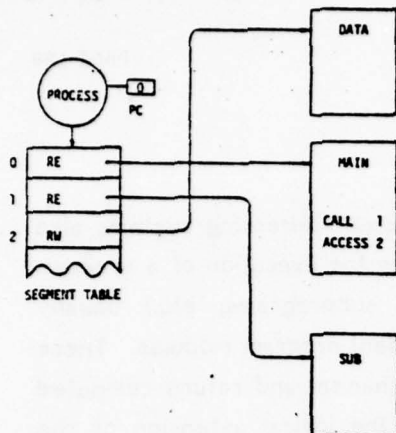 DATA
PROCESS
0
PC
0 RE
MAIN
1 RE
CALL 1
2 RW
ACCESS 2
SEGMENT TABLE
SUB